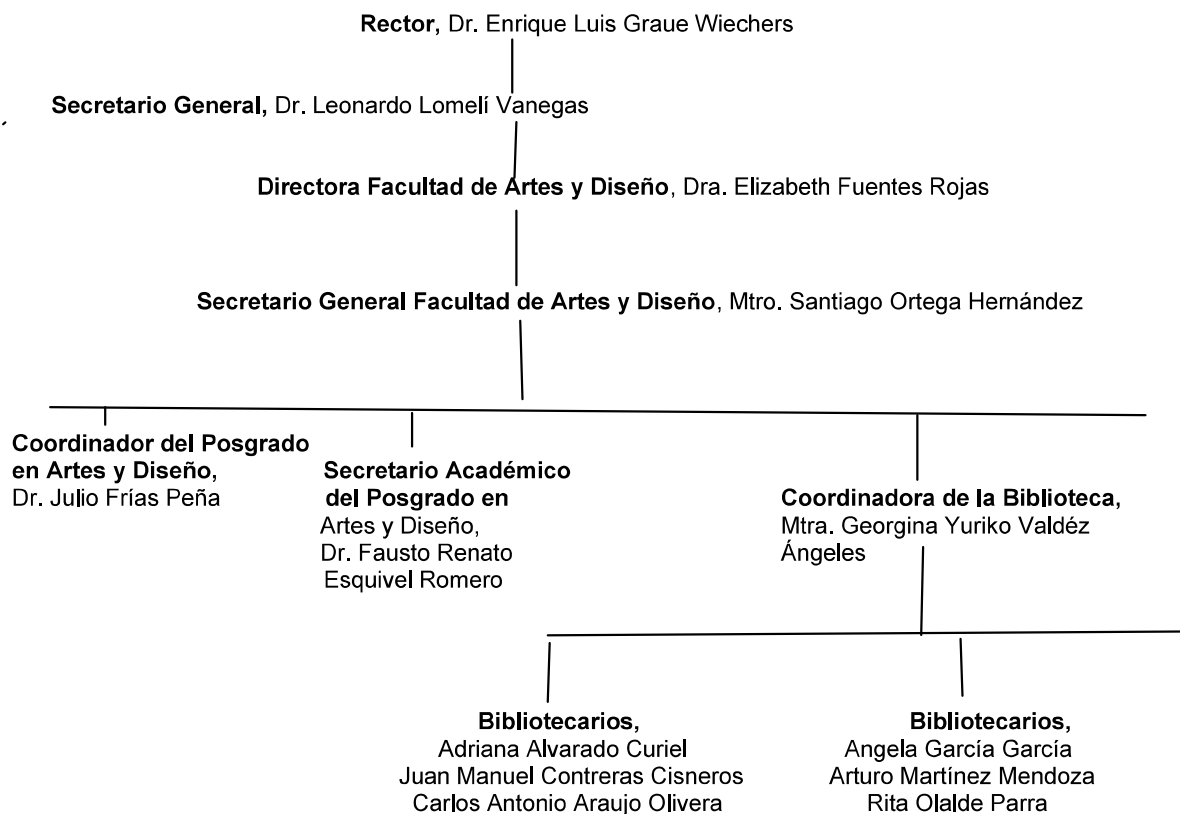 Rector, Dr. Enrique Luis Graue Wiechers
Secretario General, Dr. Leonardo Lomelí Vanegas
Directora Facultad de Artes y Diseño, Dra. Elizabeth Fuentes Rojas
Secretario General Facultad de Artes y Diseño, Mtro. Santiago Ortega Hernández
Coordinador del Posgrado
en Artes y Diseño,
Dr. Julio Frías Peña
Secretario Académico
del Posgrado en
Artes y Diseño,
Dr. Fausto Renato
Esquivel Romero
Coordinadora de la Biblioteca,
Mtra. Georgina Yuriko Valdéz
Ángeles
Bibliotecarios,
Adriana Alvarado Curiel
Juan Manuel Contreras Cisneros
Carlos Antonio Araujo Olivera
Bibliotecarios,
Angela García García
Arturo Martínez Mendoza
Rita Olalde Parra